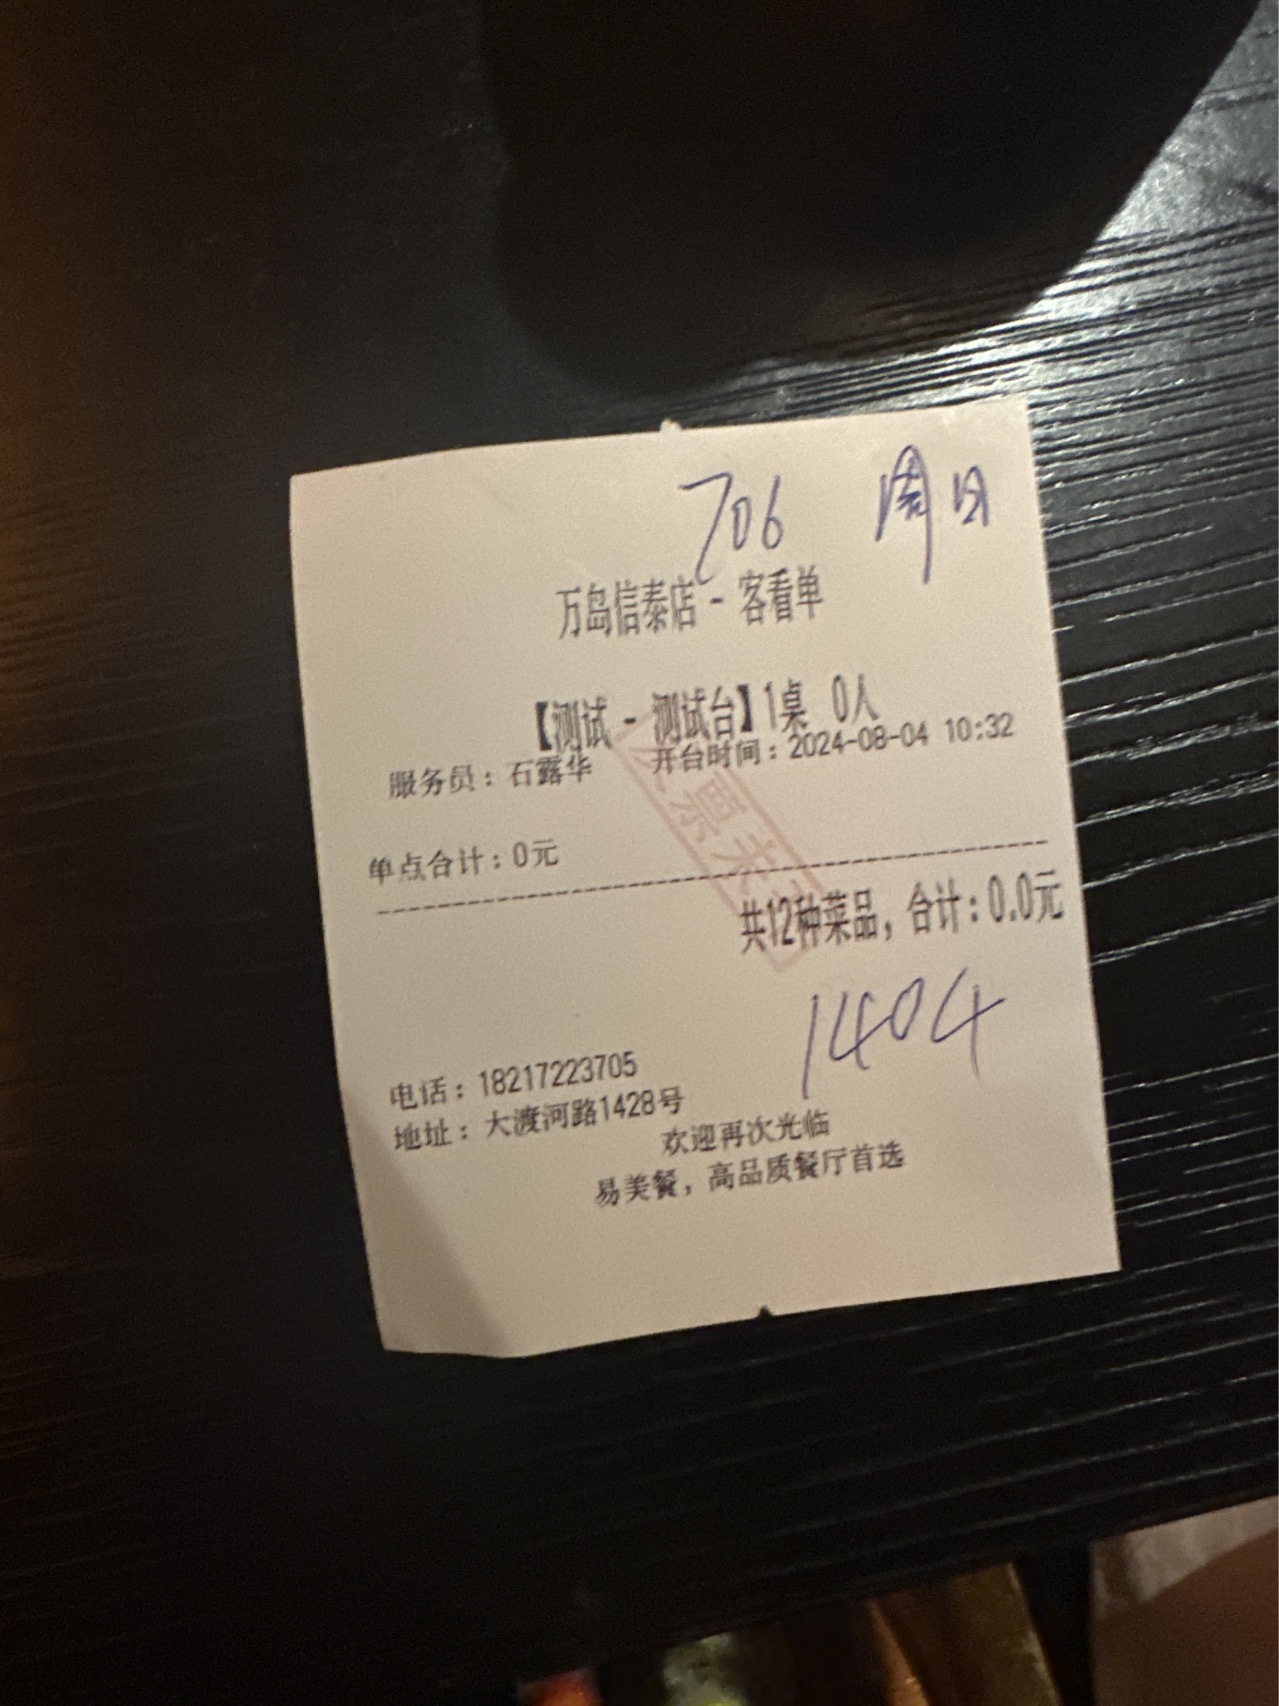 706 周日
万岛信泰店 - 客看单
【测试 - 测试台】1桌 0人
服务员：石露华 开台时间：2024-08-04 10:32
单点合计：0元
共12种菜品，合计：0.0元
1404
电话：18217223705
地址：大渡河路1428号
欢迎再次光临
易美餐，高品质餐厅首选